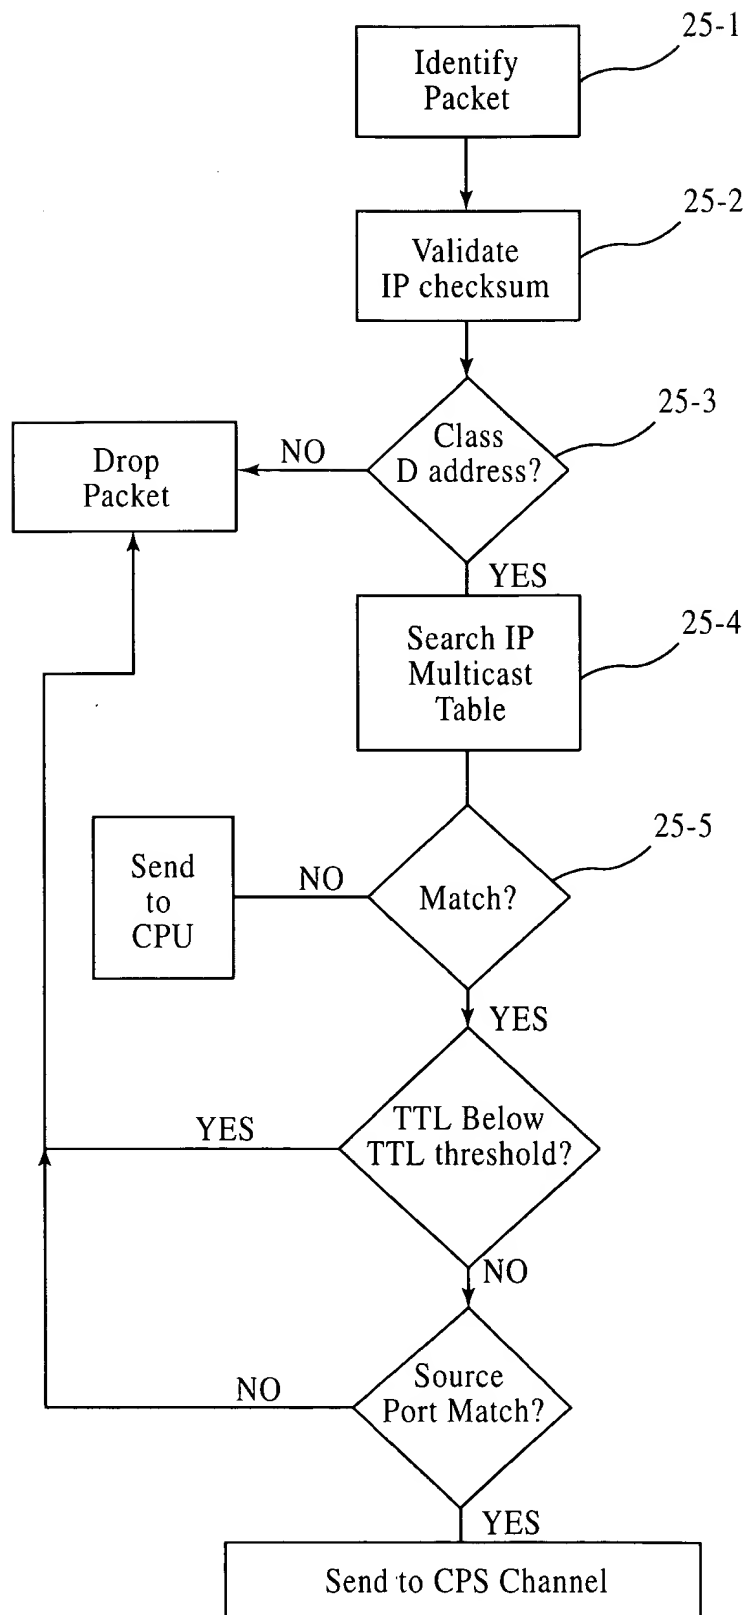 25-1
Identify
Packet
25-2
Validate
IP checksum
25-3
Class
D address?
NO
Drop
Packet
YES
25-4
Search IP
Multicast
Table
25-5
Match?
NO
Send
to
CPU
YES
TTL Below
TTL threshold?
YES
NO
Source
Port Match?
NO
YES
Send to CPS Channel